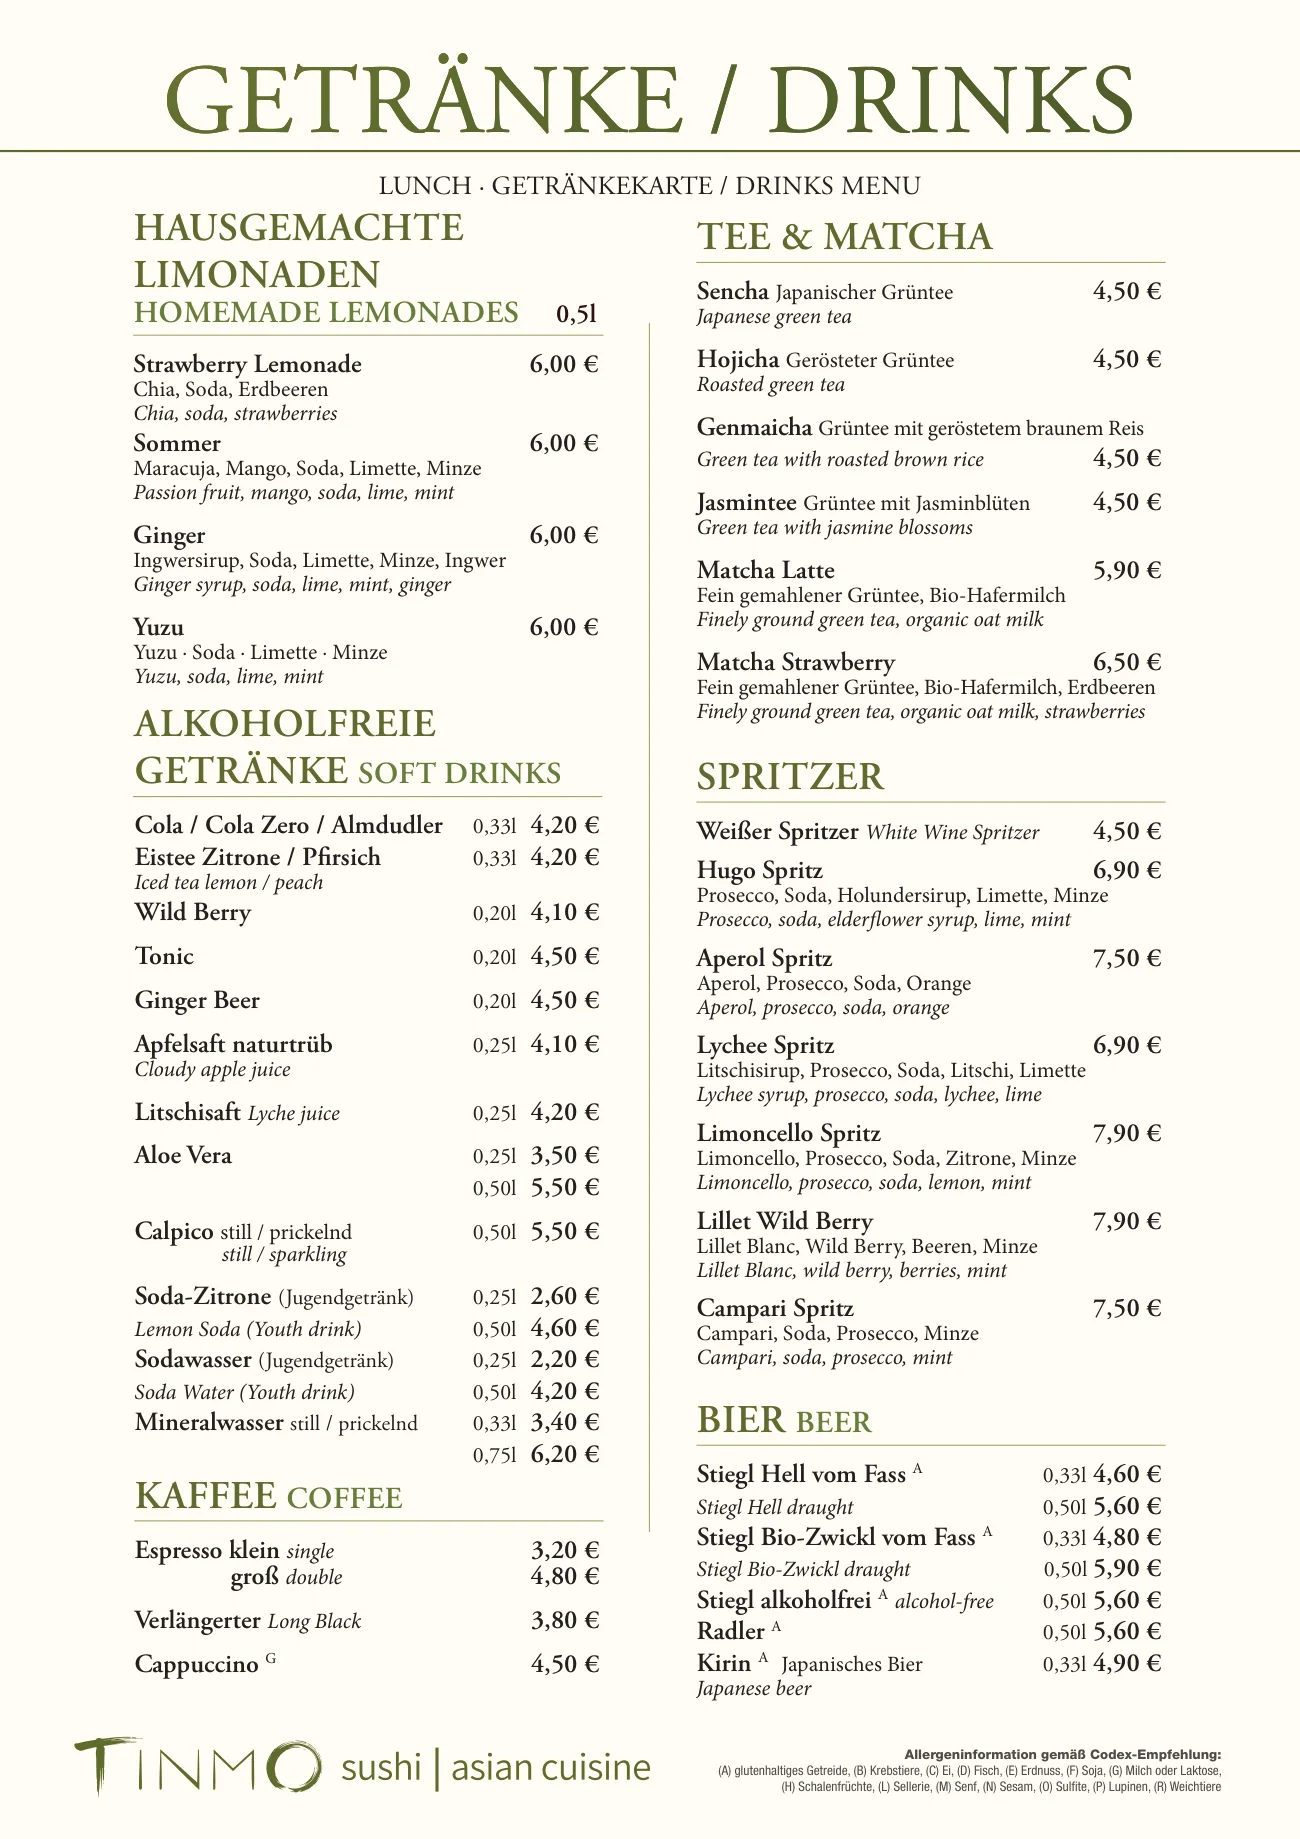 GETRÄNKE / DRINKS
LUNCH · GETRÄNKEKARTE / DRINKS MENU
HAUSGEMACHTE
LIMONADEN
HOMEMADE LEMONADES 0,5l
Strawberry Lemonade 6,00 €
Chia, Soda, Erdbeeren
Chia, soda, strawberries
Sommer 6,00 €
Maracuja, Mango, Soda, Limette, Minze
Passion fruit, mango, soda, lime, mint
Ginger 6,00 €
Ingwersirup, Soda, Limette, Minze, Ingwer
Ginger syrup, soda, lime, mint, ginger
Yuzu 6,00 €
Yuzu · Soda · Limette · Minze
Yuzu, soda, lime, mint
ALKOHOLFREIE
GETRÄNKE SOFT DRINKS
Cola / Cola Zero / Almdudler 0,33l 4,20 €
Eistee Zitrone / Pfirsich 0,33l 4,20 €
Iced tea lemon / peach
Wild Berry 0,20l 4,10 €
Tonic 0,20l 4,50 €
Ginger Beer 0,20l 4,50 €
Apfelsaft naturtrüb 0,25l 4,10 €
Cloudy apple juice
Litschisaft Lyche juice 0,25l 4,20 €
Aloe Vera 0,25l 3,50 €
0,50l 5,50 €
Calpico still / prickelnd 0,50l 5,50 €
still / sparkling
Soda-Zitrone (Jugendgetränk) 0,25l 2,60 €
Lemon Soda (Youth drink) 0,50l 4,60 €
Sodawasser (Jugendgetränk) 0,25l 2,20 €
Soda Water (Youth drink) 0,50l 4,20 €
Mineralwasser still / prickelnd 0,33l 3,40 €
0,75l 6,20 €
KAFFEE COFFEE
Espresso klein single 3,20 €
groß double 4,80 €
Verlängerter Long Black 3,80 €
Cappuccino G 4,50 €
TEE & MATCHA
Sencha Japanischer Grüntee 4,50 €
Japanese green tea
Hojicha Gerösteter Grüntee 4,50 €
Roasted green tea
Genmaicha Grüntee mit geröstetem braunem Reis
Green tea with roasted brown rice 4,50 €
Jasmintee Grüntee mit Jasminblüten 4,50 €
Green tea with jasmine blossoms
Matcha Latte 5,90 €
Fein gemahlener Grüntee, Bio-Hafermilch
Finely ground green tea, organic oat milk
Matcha Strawberry 6,50 €
Fein gemahlener Grüntee, Bio-Hafermilch, Erdbeeren
Finely ground green tea, organic oat milk, strawberries
SPRITZER
Weißer Spritzer White Wine Spritzer 4,50 €
Hugo Spritz 6,90 €
Prosecco, Soda, Holundersirup, Limette, Minze
Prosecco, soda, elderflower syrup, lime, mint
Aperol Spritz 7,50 €
Aperol, Prosecco, Soda, Orange
Aperol, prosecco, soda, orange
Lychee Spritz 6,90 €
Litschisirup, Prosecco, Soda, Litschi, Limette
Lychee syrup, prosecco, soda, lychee, lime
Limoncello Spritz 7,90 €
Limoncello, Prosecco, Soda, Zitrone, Minze
Limoncello, prosecco, soda, lemon, mint
Lillet Wild Berry 7,90 €
Lillet Blanc, Wild Berry, Beeren, Minze
Lillet Blanc, wild berry, berries, mint
Campari Spritz 7,50 €
Campari, Soda, Prosecco, Minze
Campari, soda, prosecco, mint
BIER BEER
Stiegl Hell vom Fass A 0,33l 4,60 €
Stiegl Hell draught 0,50l 5,60 €
Stiegl Bio-Zwickl vom Fass A 0,33l 4,80 €
Stiegl Bio-Zwickl draught 0,50l 5,90 €
Stiegl alkoholfrei A alcohol-free 0,50l 5,60 €
Radler A 0,50l 5,60 €
Kirin A Japanisches Bier 0,33l 4,90 €
Japanese beer
TINMO sushi | asian cuisine
Allergeninformation gemäß Codex-Empfehlung:
(A) glutenhaltiges Getreide, (B) Krebstiere, (C) Ei, (D) Fisch, (E) Erdnuss, (F) Soja, (G) Milch oder Laktose,
(H) Schalenfrüchte, (L) Sellerie, (M) Senf, (N) Sesam, (O) Sulfite, (P) Lupinen, (R) Weichtiere